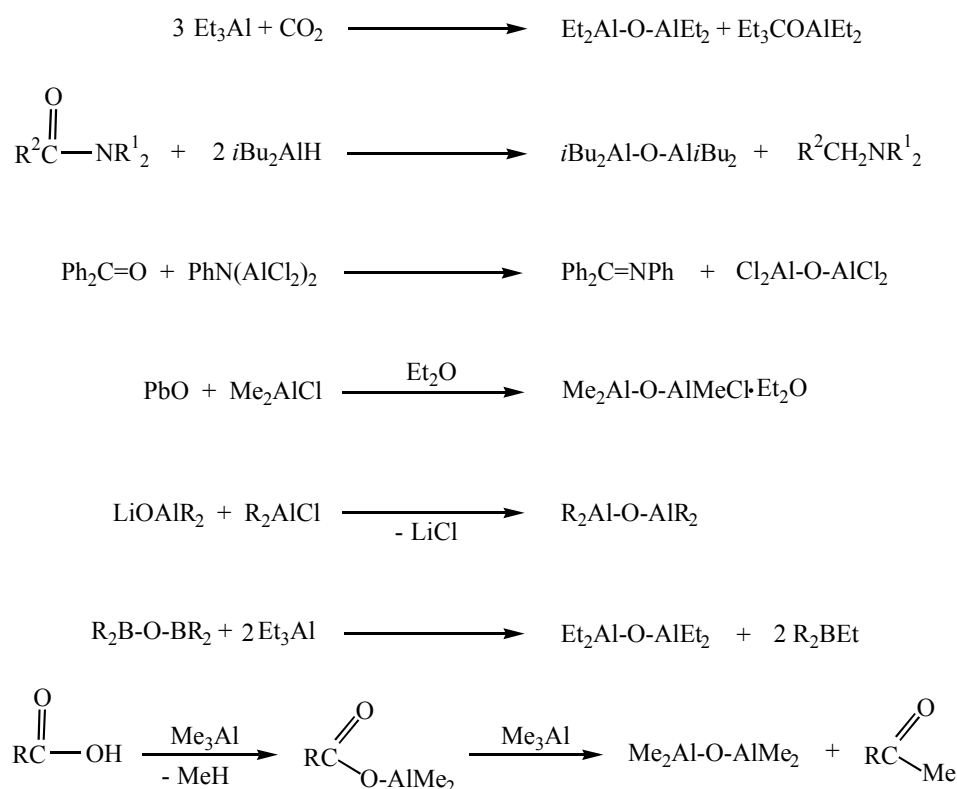 3 Et₃Al + CO₂ ⟶ Et₂Al-O-AlEt₂ + Et₃COAlEt₂
O
R²C—NR¹₂ + 2 iBu₂AlH ⟶ iBu₂Al-O-AliBu₂ + R²CH₂NR¹₂
Ph₂C=O + PhN(AlCl₂)₂ ⟶ Ph₂C=NPh + Cl₂Al-O-AlCl₂
Et₂O
PbO + Me₂AlCl ⟶ Me₂Al-O-AlMeCl·Et₂O
LiOAlR₂ + R₂AlCl ⟶ R₂Al-O-AlR₂
- LiCl
R₂B-O-BR₂ + 2 Et₃Al ⟶ Et₂Al-O-AlEt₂ + 2 R₂BEt
O O O
Me₃Al Me₃Al
RC—OH ⟶ RC ⟶ Me₂Al-O-AlMe₂ + RC
- MeH O-AlMe₂ Me